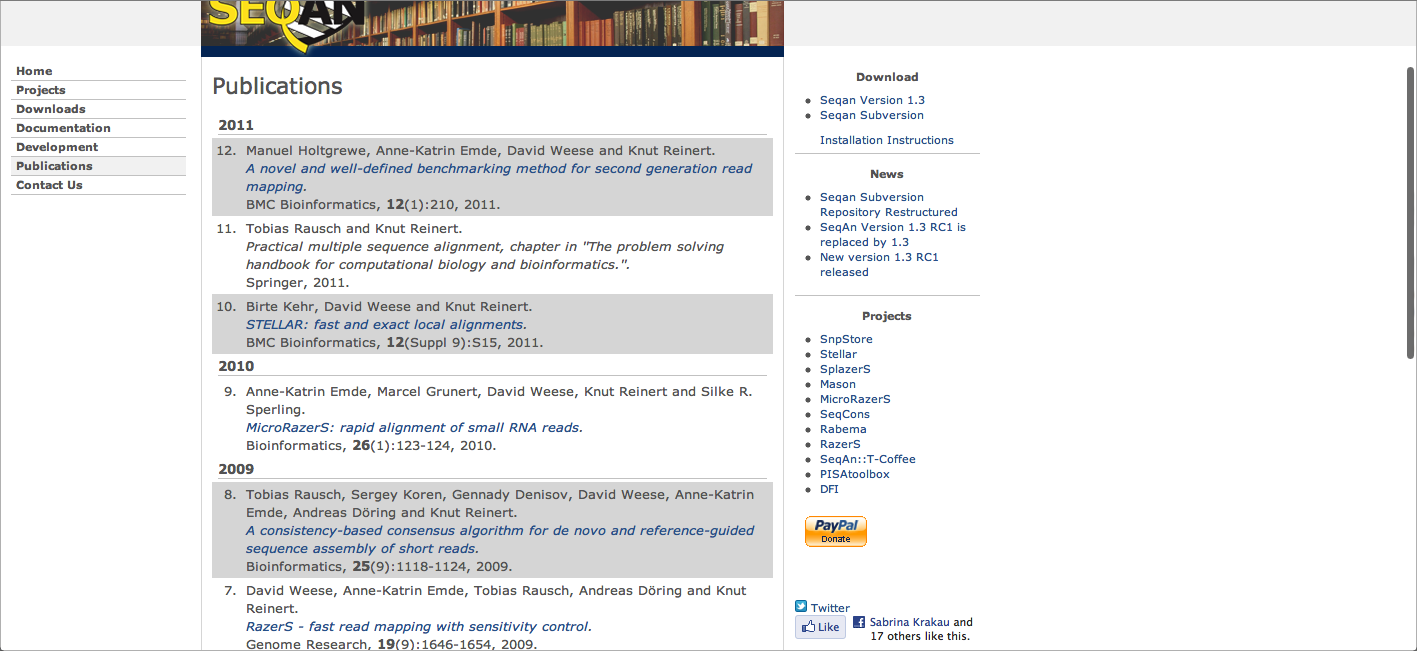 SEQAN
Home
Projects
Downloads
Documentation
Development
Publications
Contact Us
Publications
2011
12. Manuel Holtgrewe, Anne-Katrin Emde, David Weese and Knut Reinert.
A novel and well-defined benchmarking method for second generation read
mapping.
BMC Bioinformatics, 12(1):210, 2011.
11. Tobias Rausch and Knut Reinert.
Practical multiple sequence alignment, chapter in "The problem solving
handbook for computational biology and bioinformatics.".
Springer, 2011.
10. Birte Kehr, David Weese and Knut Reinert.
STELLAR: fast and exact local alignments.
BMC Bioinformatics, 12(Suppl 9):S15, 2011.
2010
9. Anne-Katrin Emde, Marcel Grunert, David Weese, Knut Reinert and Silke R.
Sperling.
MicroRazerS: rapid alignment of small RNA reads.
Bioinformatics, 26(1):123-124, 2010.
2009
8. Tobias Rausch, Sergey Koren, Gennady Denisov, David Weese, Anne-Katrin
Emde, Andreas Döring and Knut Reinert.
A consistency-based consensus algorithm for de novo and reference-guided
sequence assembly of short reads.
Bioinformatics, 25(9):1118-1124, 2009.
7. David Weese, Anne-Katrin Emde, Tobias Rausch, Andreas Döring and Knut
Reinert.
RazerS - fast read mapping with sensitivity control.
Genome Research, 19(9):1646-1654, 2009.
Download
Seqan Version 1.3
Seqan Subversion
Installation Instructions
News
Seqan Subversion
Repository Restructured
SeqAn Version 1.3 RC1 is
replaced by 1.3
New version 1.3 RC1
released
Projects
SnpStore
Stellar
SplazerS
Mason
MicroRazerS
SeqCons
Rabema
RazerS
SeqAn::T-Coffee
PISAtoolbox
DFI
PayPal
Donate
Twitter
Like
Sabrina Krakau and
17 others like this.